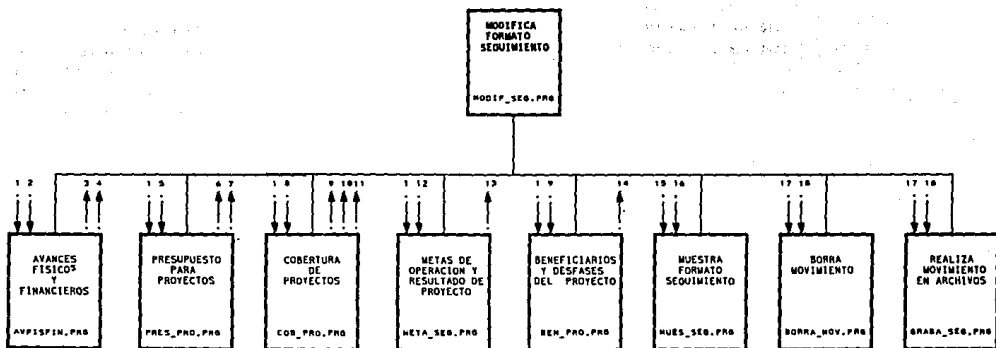 MODIFICA
FORMATO
SEGUIMIENTO
MODIF_SEG.PRG
1 2 3 4 1 5 6 7 1 8 9 10 11 1 12 13 1 9 14 15 16 17 18 17 18
AVANCES
FISICOS
Y
FINANCIEROS
AVFISFIN.PRG
PRESUPUESTO
PARA
PROYECTOS
PRES_PRO.PRG
COBERTURA
DE
PROYECTOS
COB_PRO.PRG
METAS DE
OPERACION Y
RESULTADO DE
PROYECTO
META_SEG.PRG
BENEFICIARIOS
Y DESFASES
DEL PROYECTO
BEN_PRO.PRG
MUESTRA
FORMATO
SEGUIMIENTO
MUES_SEG.PRG
BORRA
MOVIMIENTO
BORRA_MOV.PRG
REALIZA
MOVIMIENTO
EN ARCHIVOS
GRABA_SEG.PRG